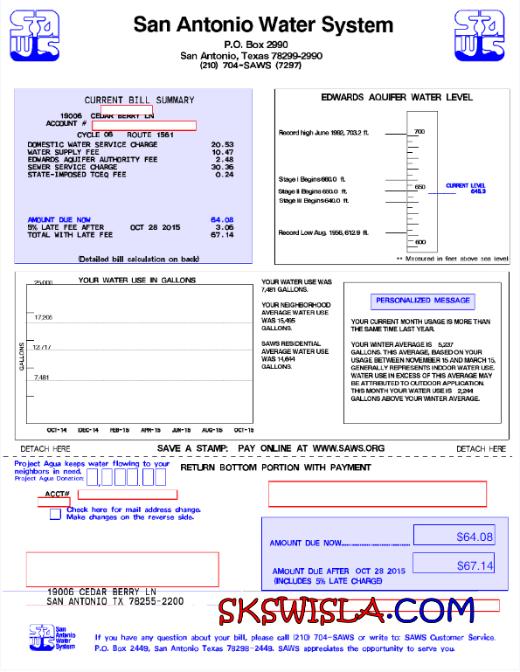 San Antonio Water System
P.O. Box 2990
San Antonio, Texas 78299-2990
(210) 704-SAWS (7297)
CURRENT BILL SUMMARY
19006 CEDAR BERRY LN
ACCOUNT #
CYCLE 06 ROUTE 1561
DOMESTIC WATER SERVICE CHARGE 20.53
WATER SUPPLY FEE 10.47
EDWARDS AQUIFER AUTHORITY FEE 2.48
SEWER SERVICE CHARGE 30.36
STATE-IMPOSED TCEQ FEE 0.24
AMOUNT DUE NOW 64.08
5% LATE FEE AFTER OCT 28 2015 3.06
TOTAL WITH LATE FEE 67.14
(Detailed bill calculation on back)
EDWARDS AQUIFER WATER LEVEL
Record high June 1992, 703.2 ft.
700
Stage I Begins 660.0 ft.
Stage II Begins 650.0 ft.
Stage III Begins 640.0 ft.
650
CURRENT LEVEL
Record Low Aug. 1956, 612.9 ft.
600
** Measured in feet above sea level
YOUR WATER USE IN GALLONS
25,000
17,206
12,717
7,481
GALLONS
OCT-14 DEC-14 FEB-15 APR-15 JUN-15 AUG-15 OCT-15
YOUR WATER USE WAS
7,481 GALLONS.
YOUR NEIGHBORHOOD
AVERAGE WATER USE
WAS 15,495
GALLONS.
SAWS RESIDENTIAL
AVERAGE WATER USE
WAS 14,644
GALLONS.
PERSONALIZED MESSAGE
YOUR CURRENT MONTH USAGE IS MORE THAN
THE SAME TIME LAST YEAR.
YOUR WINTER AVERAGE IS 5,237
GALLONS. THIS AVERAGE, BASED ON YOUR
USAGE BETWEEN NOVEMBER 15 AND MARCH 15,
GENERALLY REPRESENTS INDOOR WATER USE.
WATER USE IN EXCESS OF THIS AVERAGE MAY
BE ATTRIBUTED TO OUTDOOR APPLICATION.
THIS MONTH YOUR WATER IS 2,244
GALLONS ABOVE YOUR WINTER AVERAGE.
DETACH HERE SAVE A STAMP: PAY ONLINE AT WWW.SAWS.ORG DETACH HERE
Project Agua keeps water flowing to your
neighbors in need.
Project Agua Donation:
RETURN BOTTOM PORTION WITH PAYMENT
ACCT#
Check here for mail address change.
Make changes on the reverse side.
AMOUNT DUE NOW $64.08
AMOUNT DUE AFTER OCT 28 2015 $67.14
(INCLUDES 5% LATE CHARGE)
19006 CEDAR BERRY LN
SAN ANTONIO TX 78255-2200
SKSWISLA.COM
San
Antonio
Water
System
If you have any question about your bill, please call (210) 704-SAWS or write to: SAWS Customer Service,
P.O. Box 2449, San Antonio Texas 78298-2449. SAWS appreciates the opportunity to serve you.